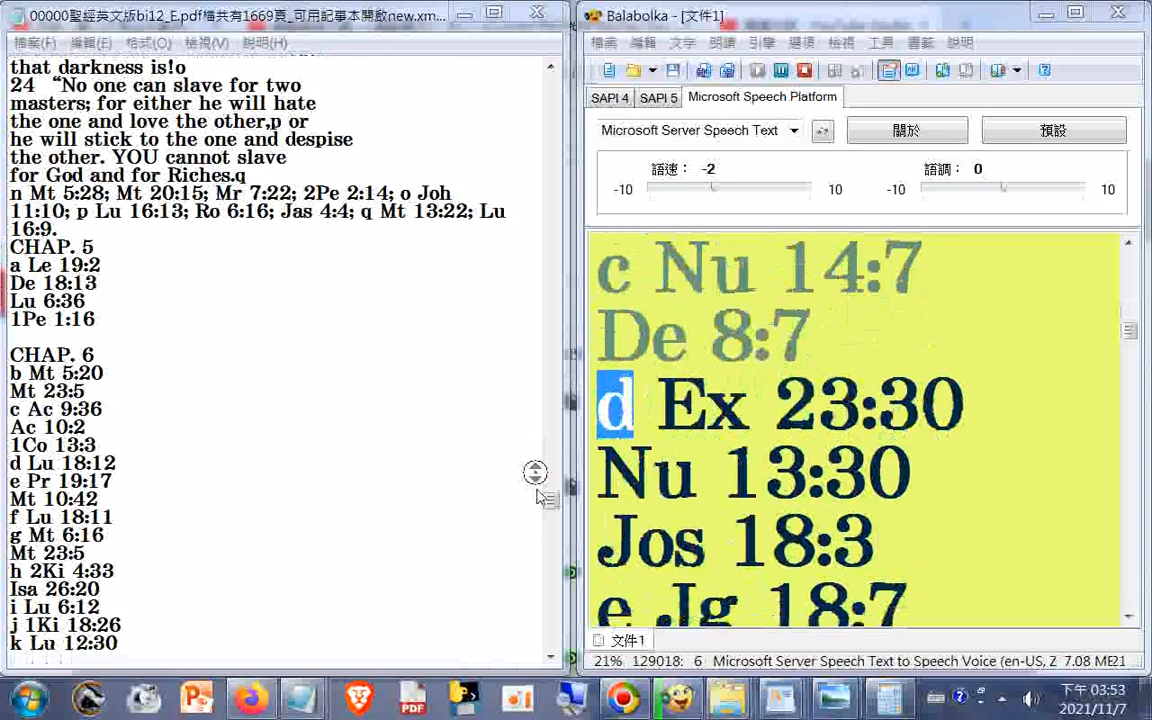 00000聖經英文版bi12_E.pdf檔共有1669頁_可用記事本開啟new.xm...
檔案(F) 編輯(E) 格式(O) 檢視(V) 說明(H)
that darkness is!o
24 “No one can slave for two
masters; for either he will hate
the one and love the other,p or
he will stick to the one and despise
the other. YOU cannot slave
for God and for Riches.q
n Mt 5:28; Mt 20:15; Mr 7:22; 2Pe 2:14; o Joh
11:10; p Lu 16:13; Ro 6:16; Jas 4:4; q Mt 13:22; Lu
16:9.
CHAP. 5
a Le 19:2
De 18:13
Lu 6:36
1Pe 1:16
CHAP. 6
b Mt 5:20
Mt 23:5
c Ac 9:36
Ac 10:2
1Co 13:3
d Lu 18:12
e Pr 19:17
Mt 10:42
f Lu 18:11
g Mt 6:16
Mt 23:5
h 2Ki 4:33
Isa 26:20
i Lu 6:12
j 1Ki 18:26
k Lu 12:30
Balabolka - [文件1]
檔案 編輯 文字 朗讀 引擎 選項 檢視 工具 書籤 說明
SAPI 4 SAPI 5 Microsoft Speech Platform
Microsoft Server Speech Text 關於 預設
語速： -2 語調： 0
-10 10 -10 10
c Nu 14:7
De 8:7
d Ex 23:30
Nu 13:30
Jos 18:3
e Jg 18:7
文件1
21% 129018: 6 Microsoft Server Speech Text to Speech Voice (en-US, Z 7.08 ME21
PDF
下午 03:53
2021/11/7